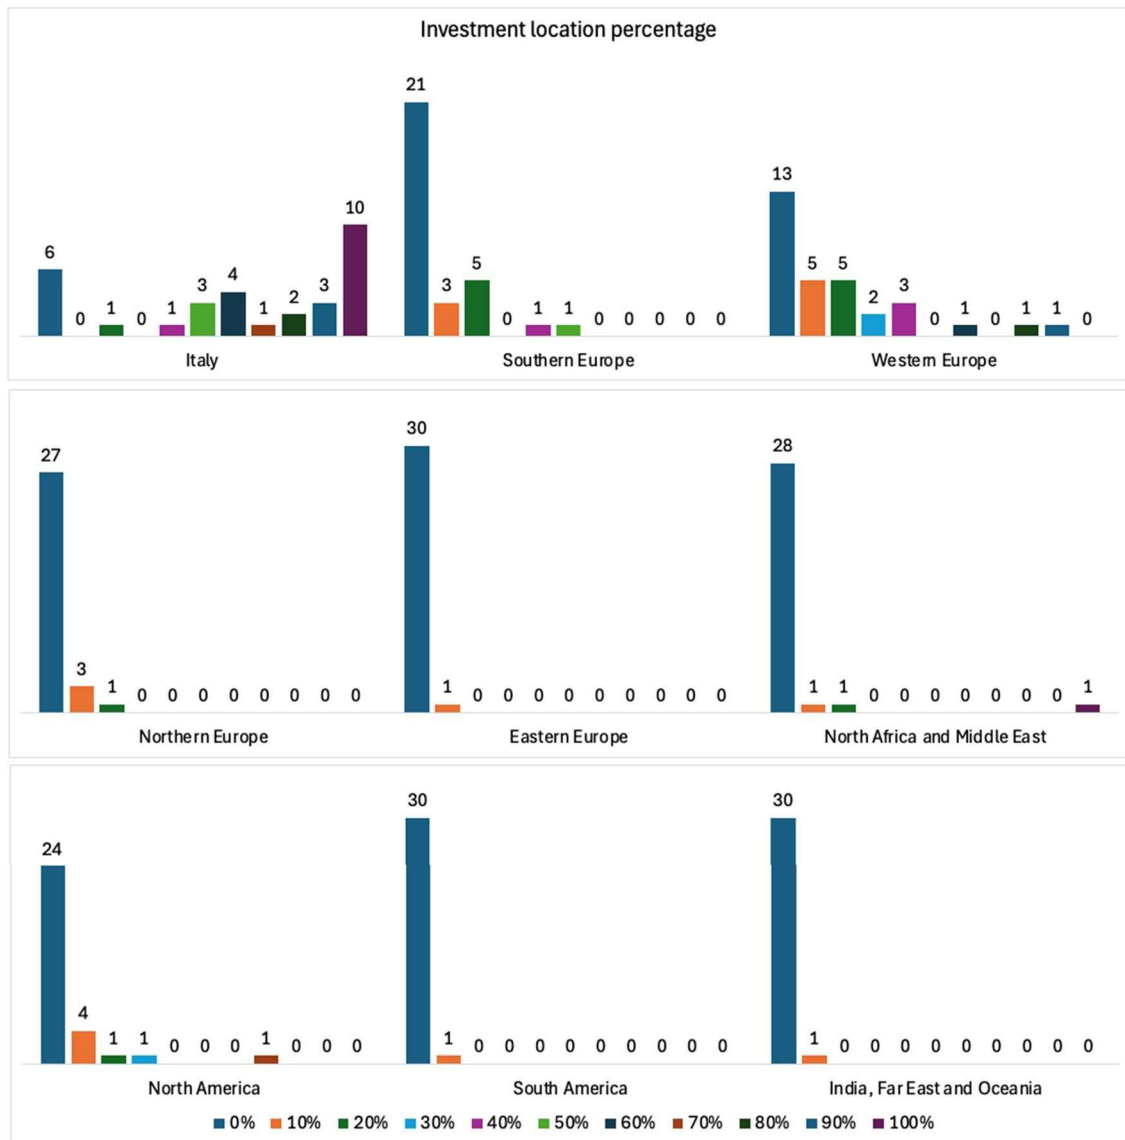 Investment location percentage
6 0 1 0 1 3 4 1 2 3 10
21 3 5 0 1 1 0 0 0 0 0
13 5 5 2 3 0 1 0 1 1 0
Italy Southern Europe Western Europe
27 3 1 0 0 0 0 0 0 0 0
30 1 0 0 0 0 0 0 0 0 0
28 1 1 0 0 0 0 0 0 0 1
Northern Europe Eastern Europe North Africa and Middle East
24 4 1 1 0 0 0 1 0 0 0
30 1 0 0 0 0 0 0 0 0 0
30 1 0 0 0 0 0 0 0 0 0
North America South America India, Far East and Oceania
0% 10% 20% 30% 40% 50% 60% 70% 80% 90% 100%